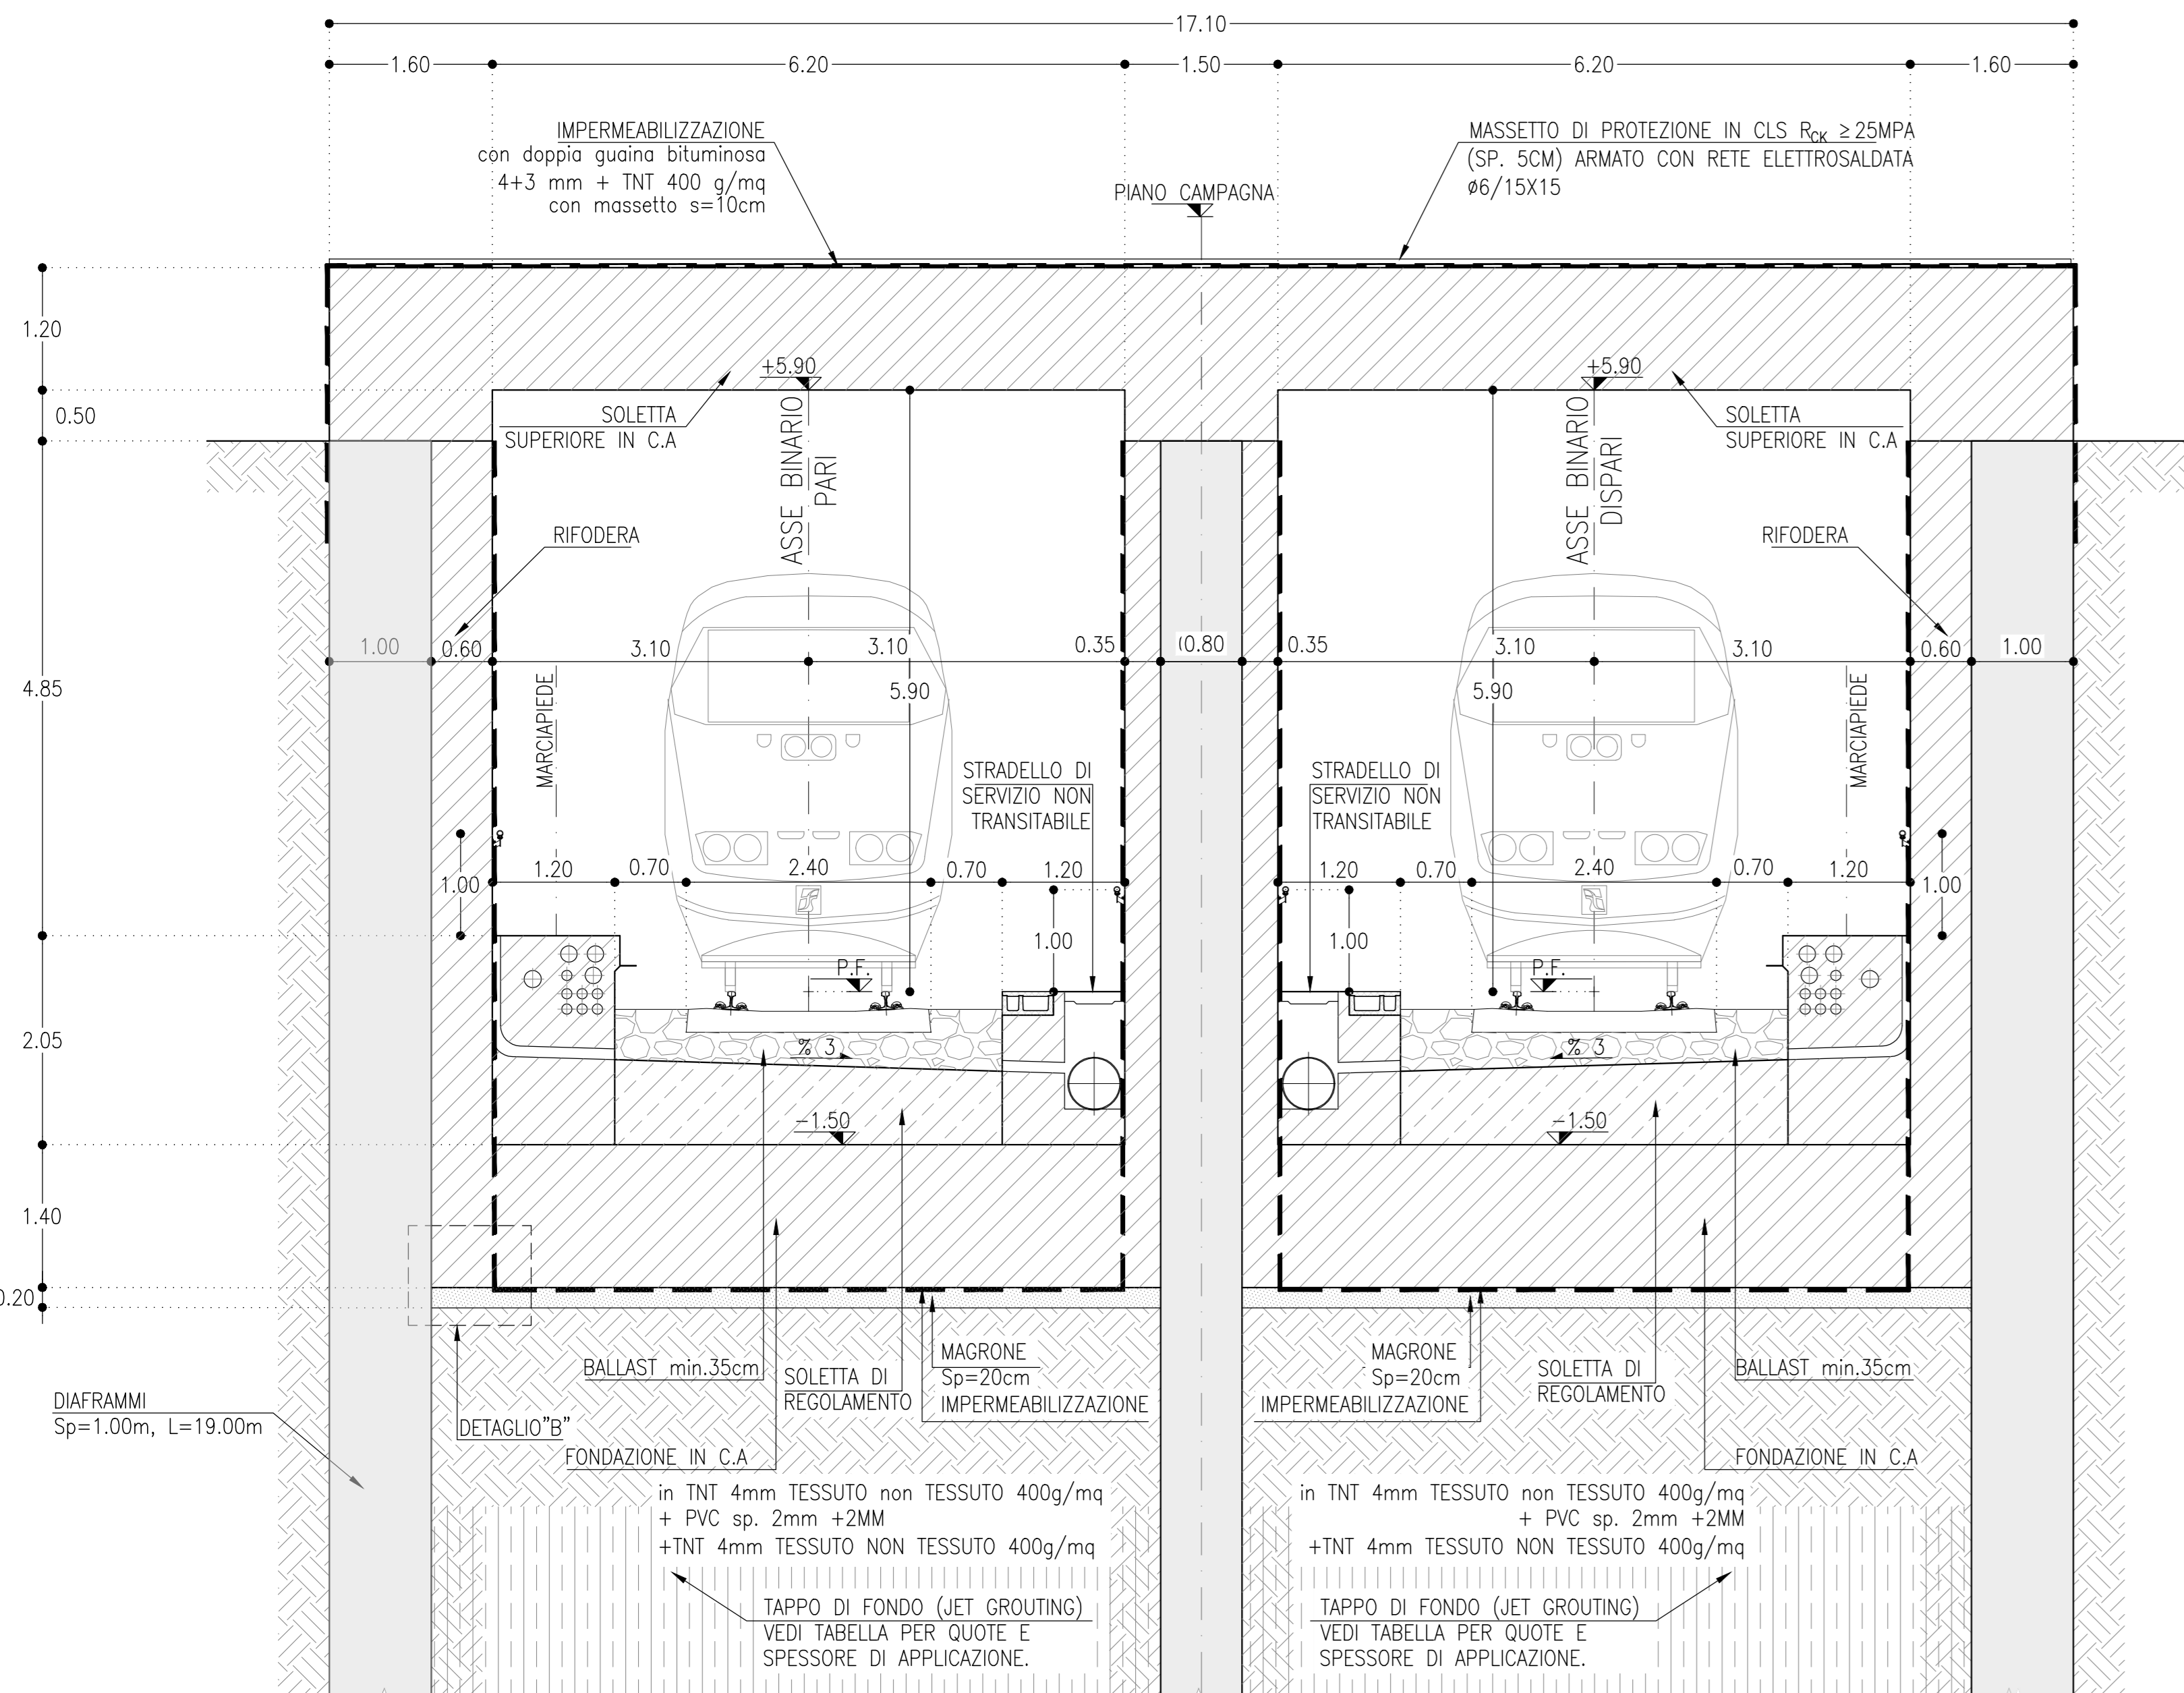 17.10
1.60
6.20
1.50
6.20
1.60
IMPERMEABILIZZAZIONE
con doppia guaina bituminosa
4+3 mm + TNT 400 g/mq
con massetto s=10cm
MASSETTO DI PROTEZIONE IN CLS RCK ≥25MPA
(SP. 5CM) ARMATO CON RETE ELETTROSALDATA
ø6/15X15
PIANO CAMPAGNA
1.20
0.50
4.85
2.05
1.40
0.20
+5.90
+5.90
SOLETTA
SUPERIORE IN C.A
SOLETTA
SUPERIORE IN C.A
ASSE BINARIO
PARI
ASSE BINARIO
DISPARI
RIFODERA
RIFODERA
1.00
0.60
3.10
3.10
0.35
(0.80
0.35
3.10
3.10
0.60
1.00
5.90
5.90
MARCIAPIEDE
MARCIAPIEDE
STRADELLO DI
SERVIZIO NON
TRANSITABILE
STRADELLO DI
SERVIZIO NON
TRANSITABILE
1.00
1.20
0.70
2.40
0.70
1.20
1.20
0.70
2.40
0.70
1.20
1.00
1.00
1.00
P.F.
P.F.
% 3
% 3
-1.50
-1.50
BALLAST min.35cm
SOLETTA DI
REGOLAMENTO
MAGRONE
Sp=20cm
IMPERMEABILIZZAZIONE
MAGRONE
Sp=20cm
IMPERMEABILIZZAZIONE
SOLETTA DI
REGOLAMENTO
BALLAST min.35cm
DIAFRAMMI
Sp=1.00m, L=19.00m
DETAGLIO"B"
FONDAZIONE IN C.A
FONDAZIONE IN C.A
in TNT 4mm TESSUTO non TESSUTO 400g/mq
+ PVC sp. 2mm +2MM
+TNT 4mm TESSUTO NON TESSUTO 400g/mq
in TNT 4mm TESSUTO non TESSUTO 400g/mq
+ PVC sp. 2mm +2MM
+TNT 4mm TESSUTO NON TESSUTO 400g/mq
TAPPO DI FONDO (JET GROUTING)
VEDI TABELLA PER QUOTE E
SPESSORE DI APPLICAZIONE.
TAPPO DI FONDO (JET GROUTING)
VEDI TABELLA PER QUOTE E
SPESSORE DI APPLICAZIONE.